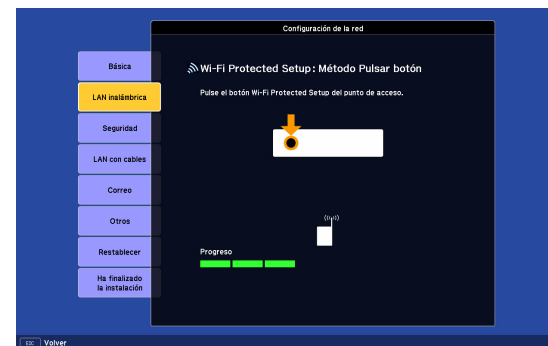 Configuración de la red
Básica
LAN inalámbrica
Seguridad
LAN con cables
Correo
Otros
Restablecer
Ha finalizado
la instalación
Wi-Fi Protected Setup: Método Pulsar botón
Pulse el botón Wi-Fi Protected Setup del punto de acceso.
Progreso
ESC Volver